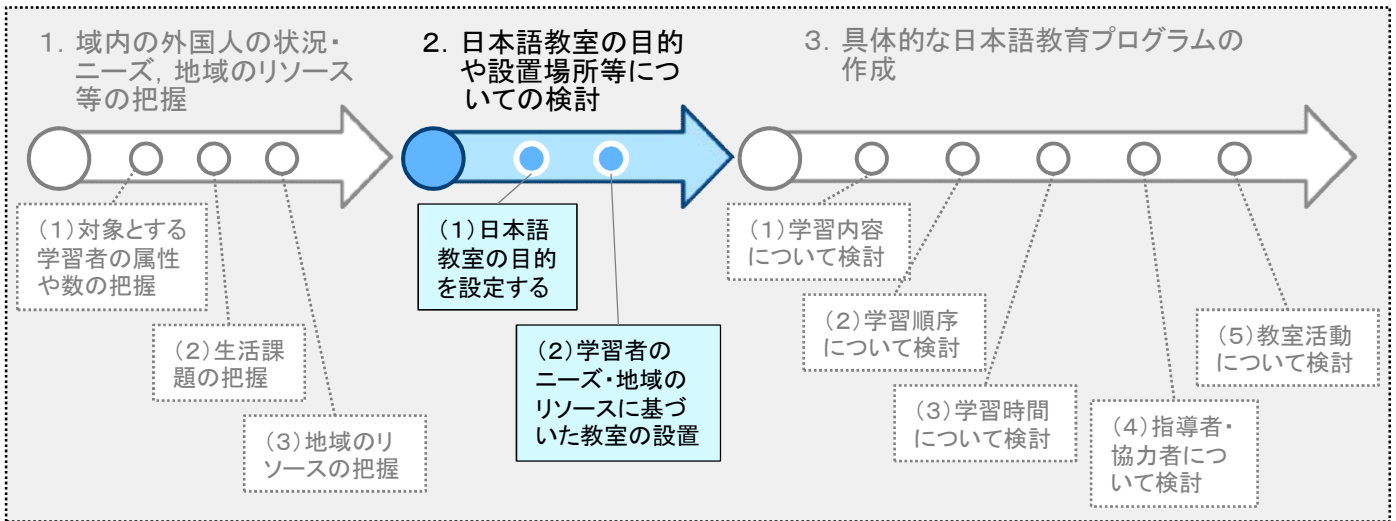 1．域内の外国人の状況・
ニーズ，地域のリソース
等の把握
2．日本語教室の目的
や設置場所等につ
いての検討
3．具体的な日本語教育プログラムの
作成
（1）対象とする
学習者の属性
や数の把握
（2）生活課
題の把握
（3）地域のリ
ソースの把握
（1）日本語
教室の目的
を設定する
（2）学習者の
ニーズ・地域の
リソースに基づ
いた教室の設置
（1）学習内容
について検討
（2）学習順序
について検討
（3）学習時間
について検討
（4）指導者・
協力者につ
いて検討
（5）教室活動
について検討